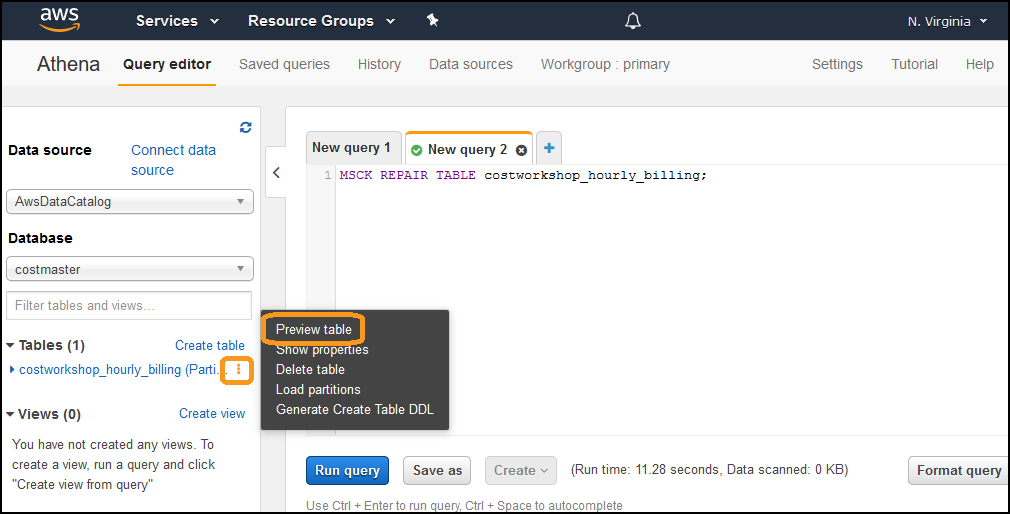 aws Services Resource Groups N. Virginia
Athena Query editor Saved queries History Data sources Workgroup : primary Settings Tutorial Help
Data source Connect data source
AwsDataCatalog
Database
costmaster
Filter tables and views...
Tables (1) Create table
costworkshop_hourly_billing (Parti...
Views (0) Create view
You have not created any views. To
create a view, run a query and click
"Create view from query"
New query 1 New query 2
1 MSCK REPAIR TABLE costworkshop_hourly_billing;
Preview table
Show properties
Delete table
Load partitions
Generate Create Table DDL
Run query Save as Create (Run time: 11.28 seconds, Data scanned: 0 KB) Format query
Use Ctrl + Enter to run query, Ctrl + Space to autocomplete